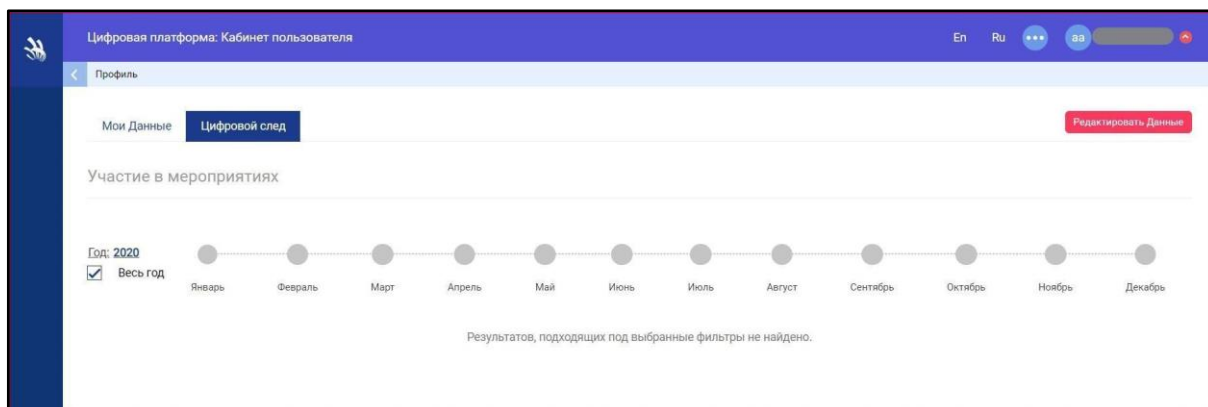 Цифровая платформа: Кабинет пользователя En Ru aa
Профиль
Мои Данные Цифровой след Редактировать Данные
Участие в мероприятиях
Год: 2020
Весь год
Январь Февраль Март Апрель Май Июнь Июль Август Сентябрь Октябрь Ноябрь Декабрь
Результатов, подходящих под выбранные фильтры не найдено.